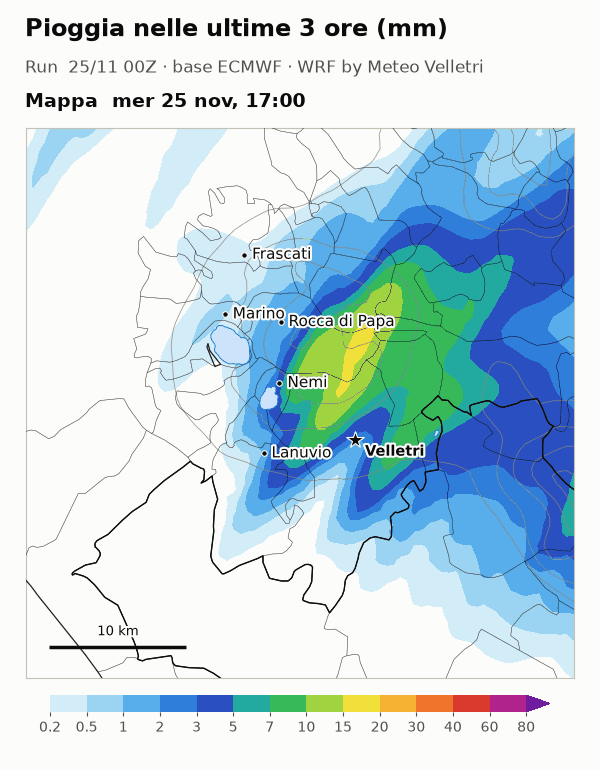 Pioggia nelle ultime 3 ore (mm)
Run  25/11 00Z · base ECMWF · WRF by Meteo Velletri
Mappa  mer 25 nov, 17:00
Frascati
Marino
Rocca di Papa
Nemi
Velletri
Lanuvio
10 km
0.2 0.5 1 2 3 5 7 10 15 20 30 40 60 80